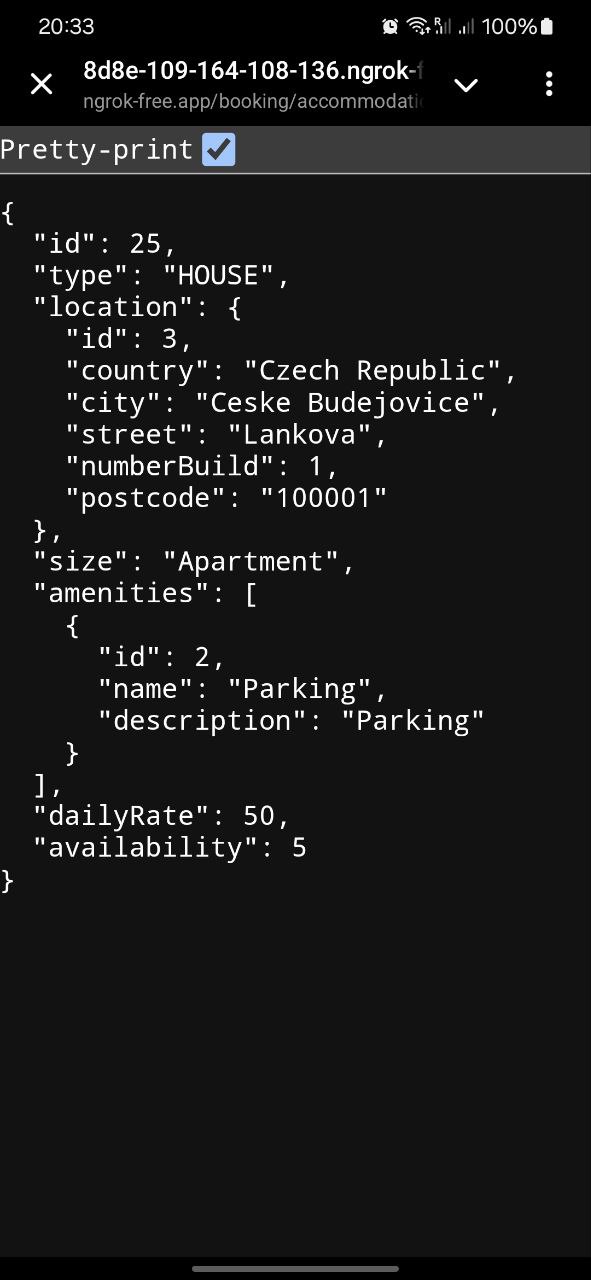 20:33 R 100%
8d8e-109-164-108-136.ngrok-f
ngrok-free.app/booking/accommodati
Pretty-print
{
  "id": 25,
  "type": "HOUSE",
  "location": {
    "id": 3,
    "country": "Czech Republic",
    "city": "Ceske Budejovice",
    "street": "Lankova",
    "numberBuild": 1,
    "postcode": "100001"
  },
  "size": "Apartment",
  "amenities": [
    {
      "id": 2,
      "name": "Parking",
      "description": "Parking"
    }
  ],
  "dailyRate": 50,
  "availability": 5
}